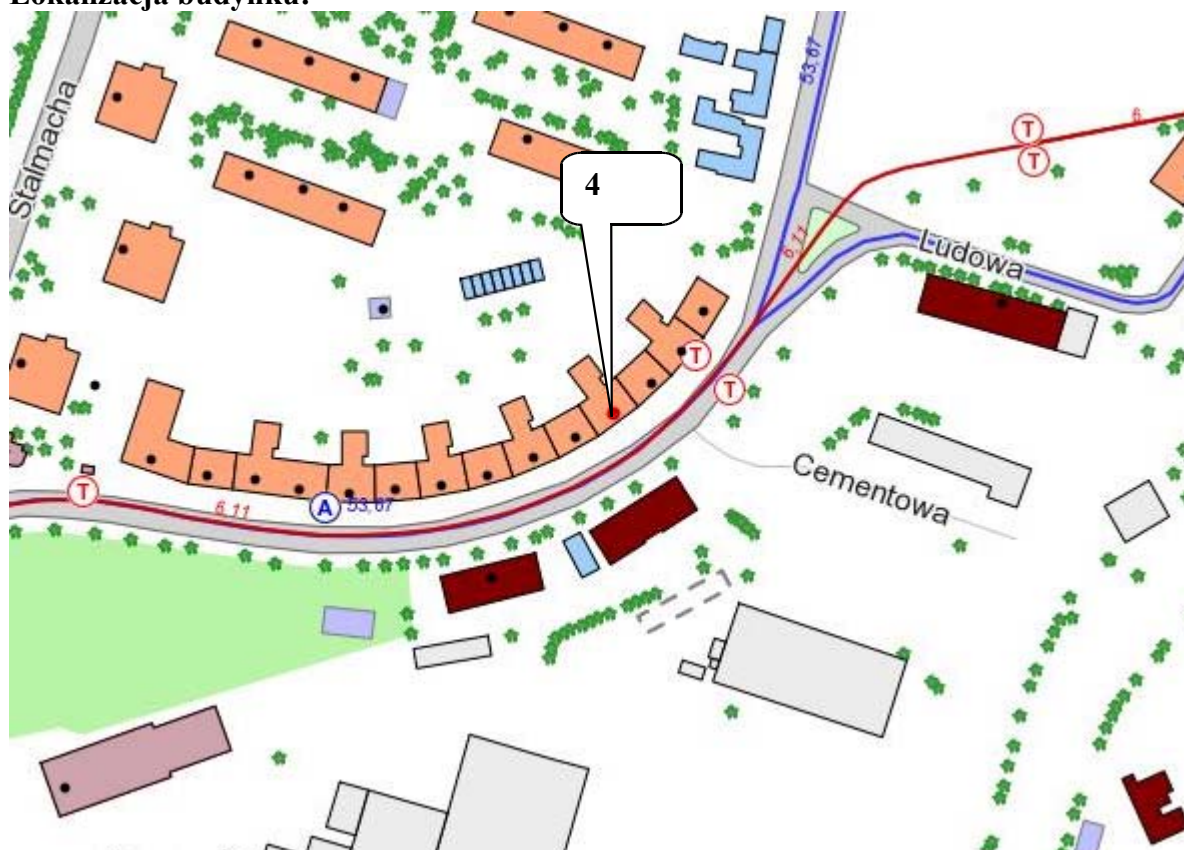 Lokalizacja budynku:
Stalmacha
53,67
T
6
T
4
6,11
Ludowa
T
T
T
6,11
A
53,67
Cementowa